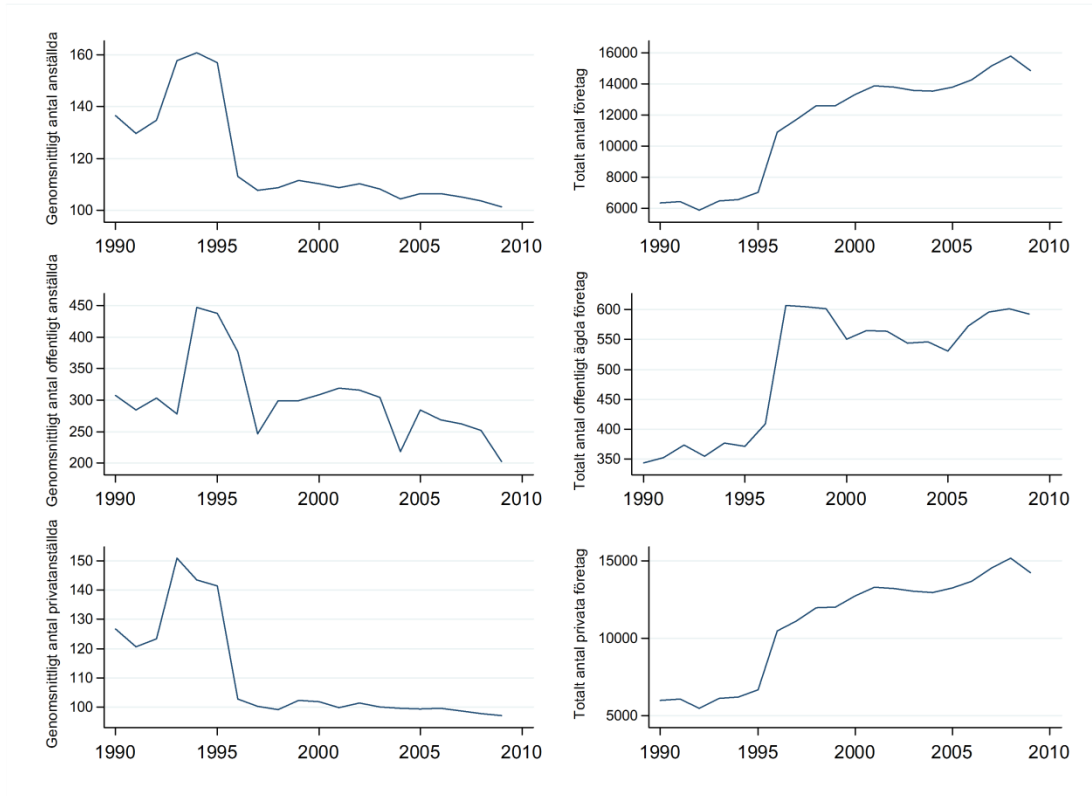 Genomsnittligt antal anställda
160
140
120
100
1990 1995 2000 2005 2010
Totalt antal företag
16000
14000
12000
10000
8000
6000
1990 1995 2000 2005 2010
Genomsnittligt antal offentligt anställda
450
400
350
300
250
200
1990 1995 2000 2005 2010
Totalt antal offentligt ägda företag
600
550
500
450
400
350
1990 1995 2000 2005 2010
Genomsnittligt antal privatanställda
150
140
130
120
110
100
1990 1995 2000 2005 2010
Totalt antal privata företag
15000
10000
5000
1990 1995 2000 2005 2010